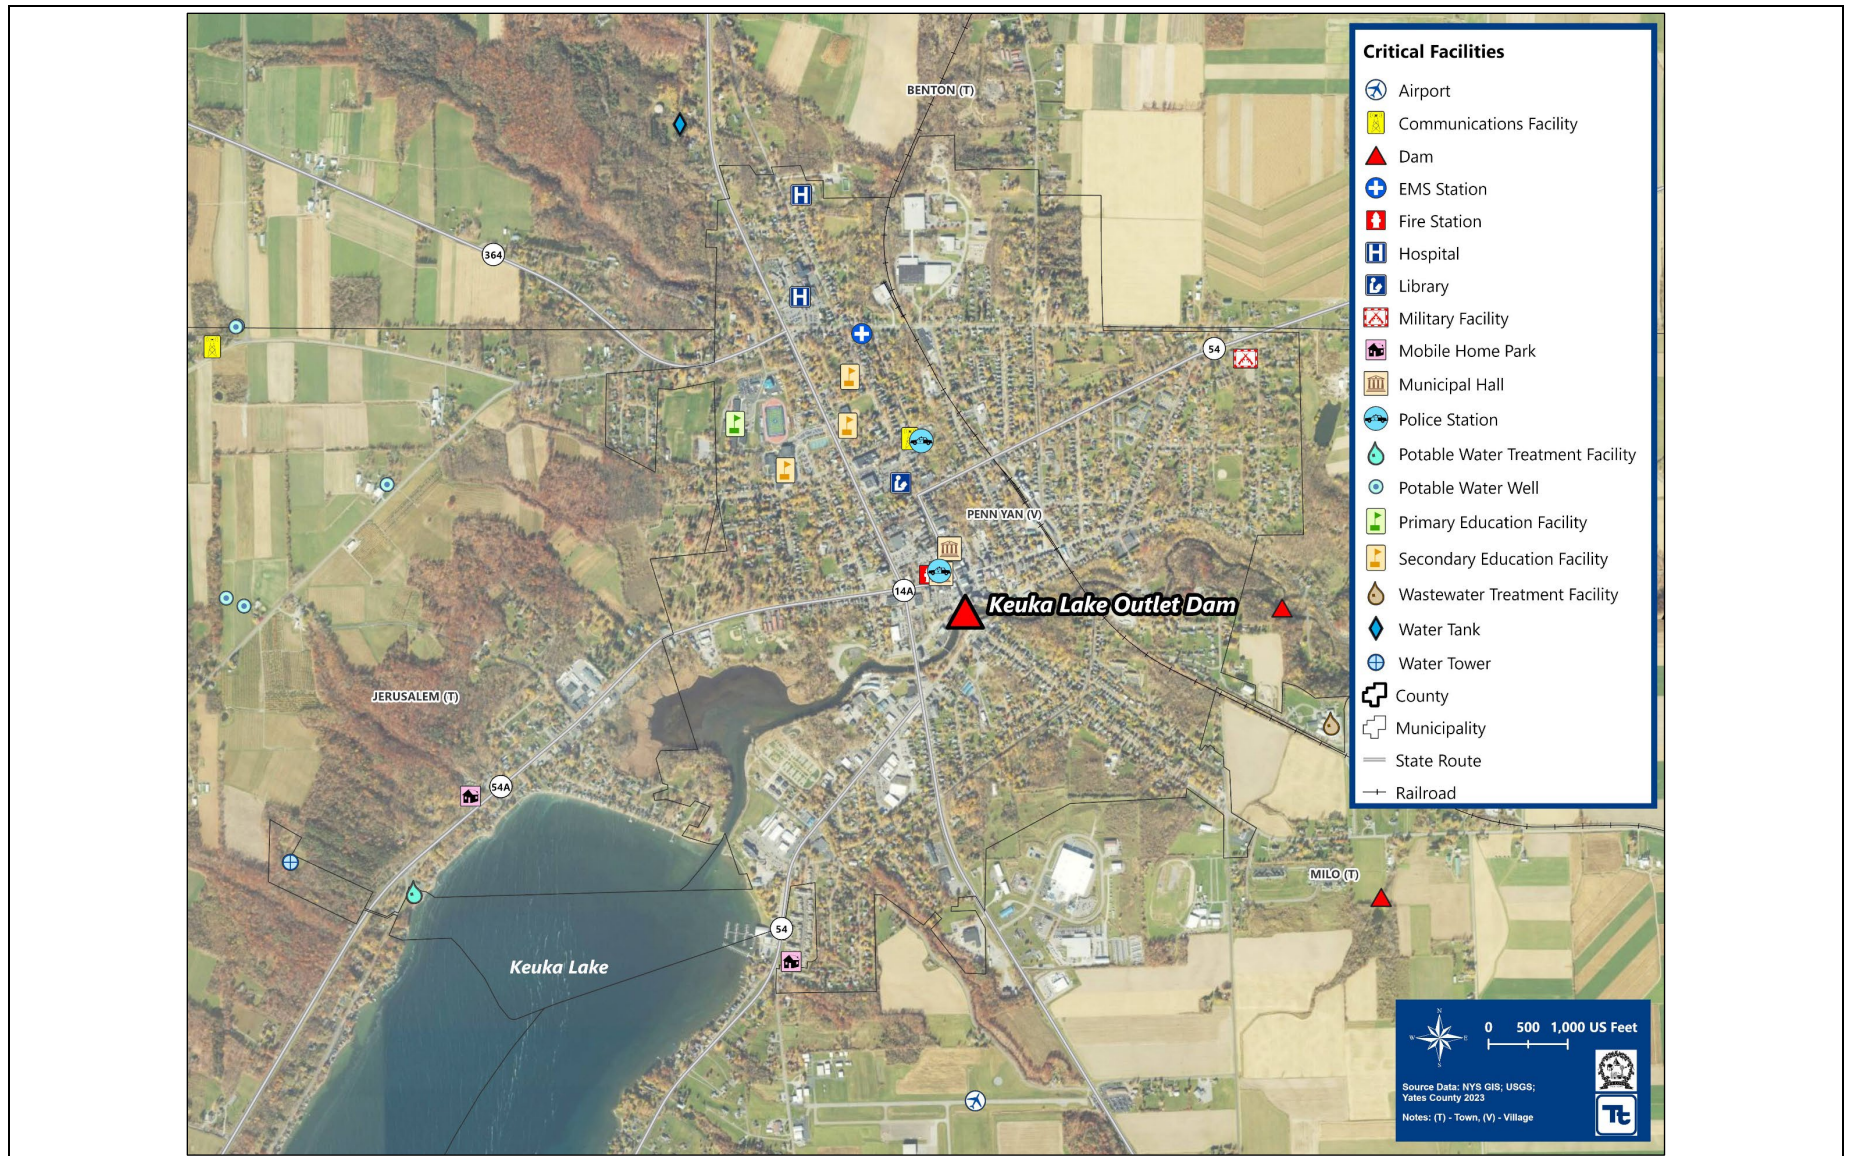 BENTON (T)
364
54
PENN YAN (V)
14A
Keuka Lake Outlet Dam
JERUSALEM (T)
54A
MILO (T)
54
Keuka Lake
Critical Facilities
Airport
Communications Facility
Dam
EMS Station
Fire Station
H Hospital
Library
Military Facility
Mobile Home Park
Municipal Hall
Police Station
Potable Water Treatment Facility
Potable Water Well
Primary Education Facility
Secondary Education Facility
Wastewater Treatment Facility
Water Tank
Water Tower
County
Municipality
State Route
Railroad
H
H
N
W E
S
0 500 1,000 US Feet
Source Data: NYS GIS; USGS;
Yates County 2023
Notes: (T) - Town, (V) - Village
Tt